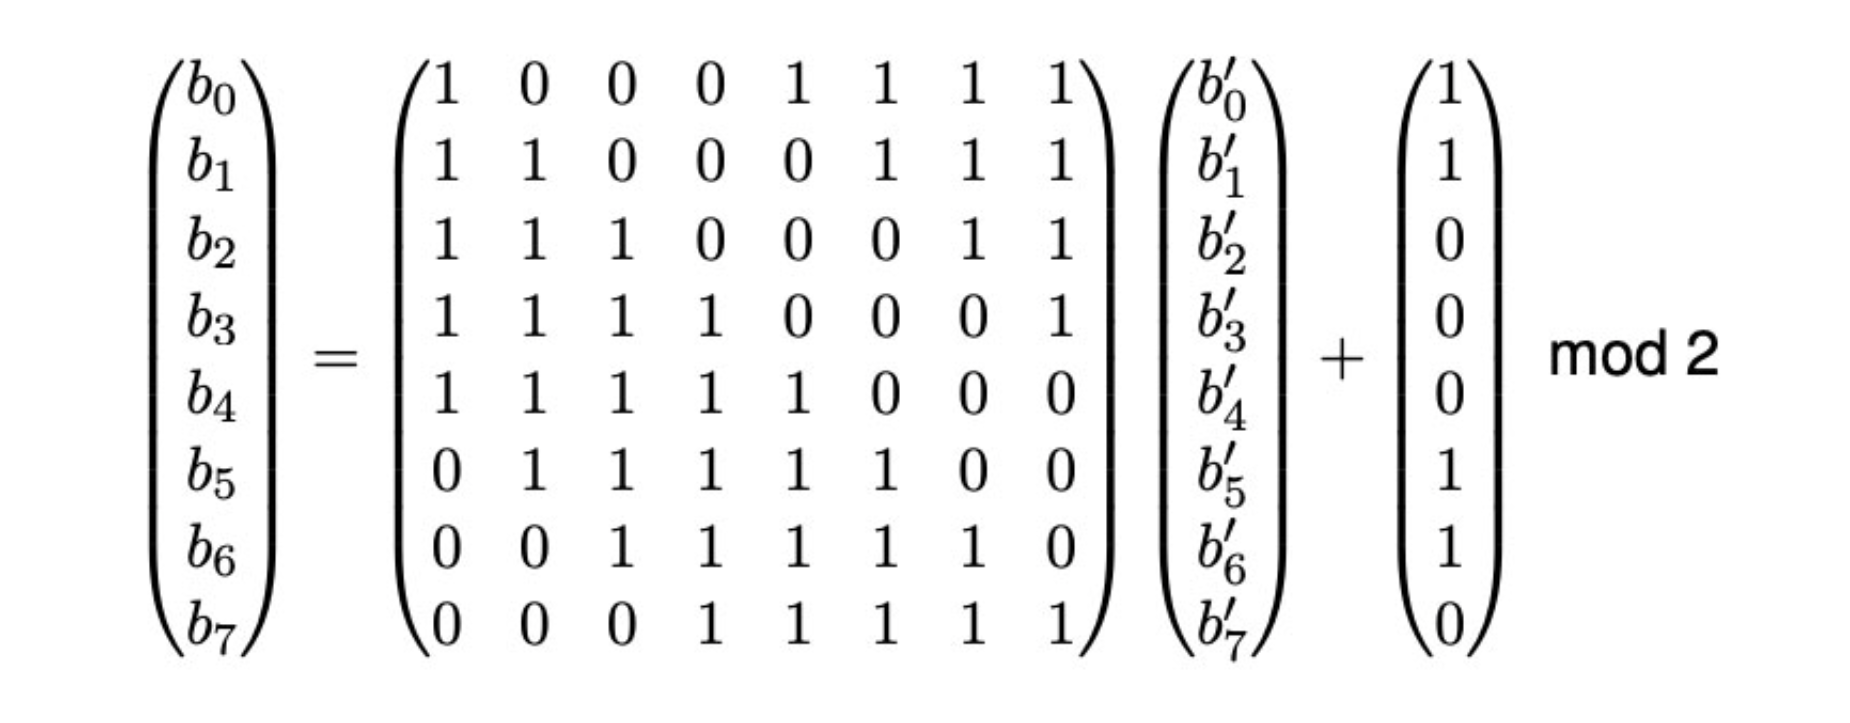 b₀ 1 0 0 0 1 1 1 1 b′₀ 1
b₁ 1 1 0 0 0 1 1 1 b′₁ 1
b₂ 1 1 1 0 0 0 1 1 b′₂ 0
b₃ 1 1 1 1 0 0 0 1 b′₃ 0
= + mod 2
b₄ 1 1 1 1 1 0 0 0 b′₄ 0
b₅ 0 1 1 1 1 1 0 0 b′₅ 1
b₆ 0 0 1 1 1 1 1 0 b′₆ 1
b₇ 0 0 0 1 1 1 1 1 b′₇ 0